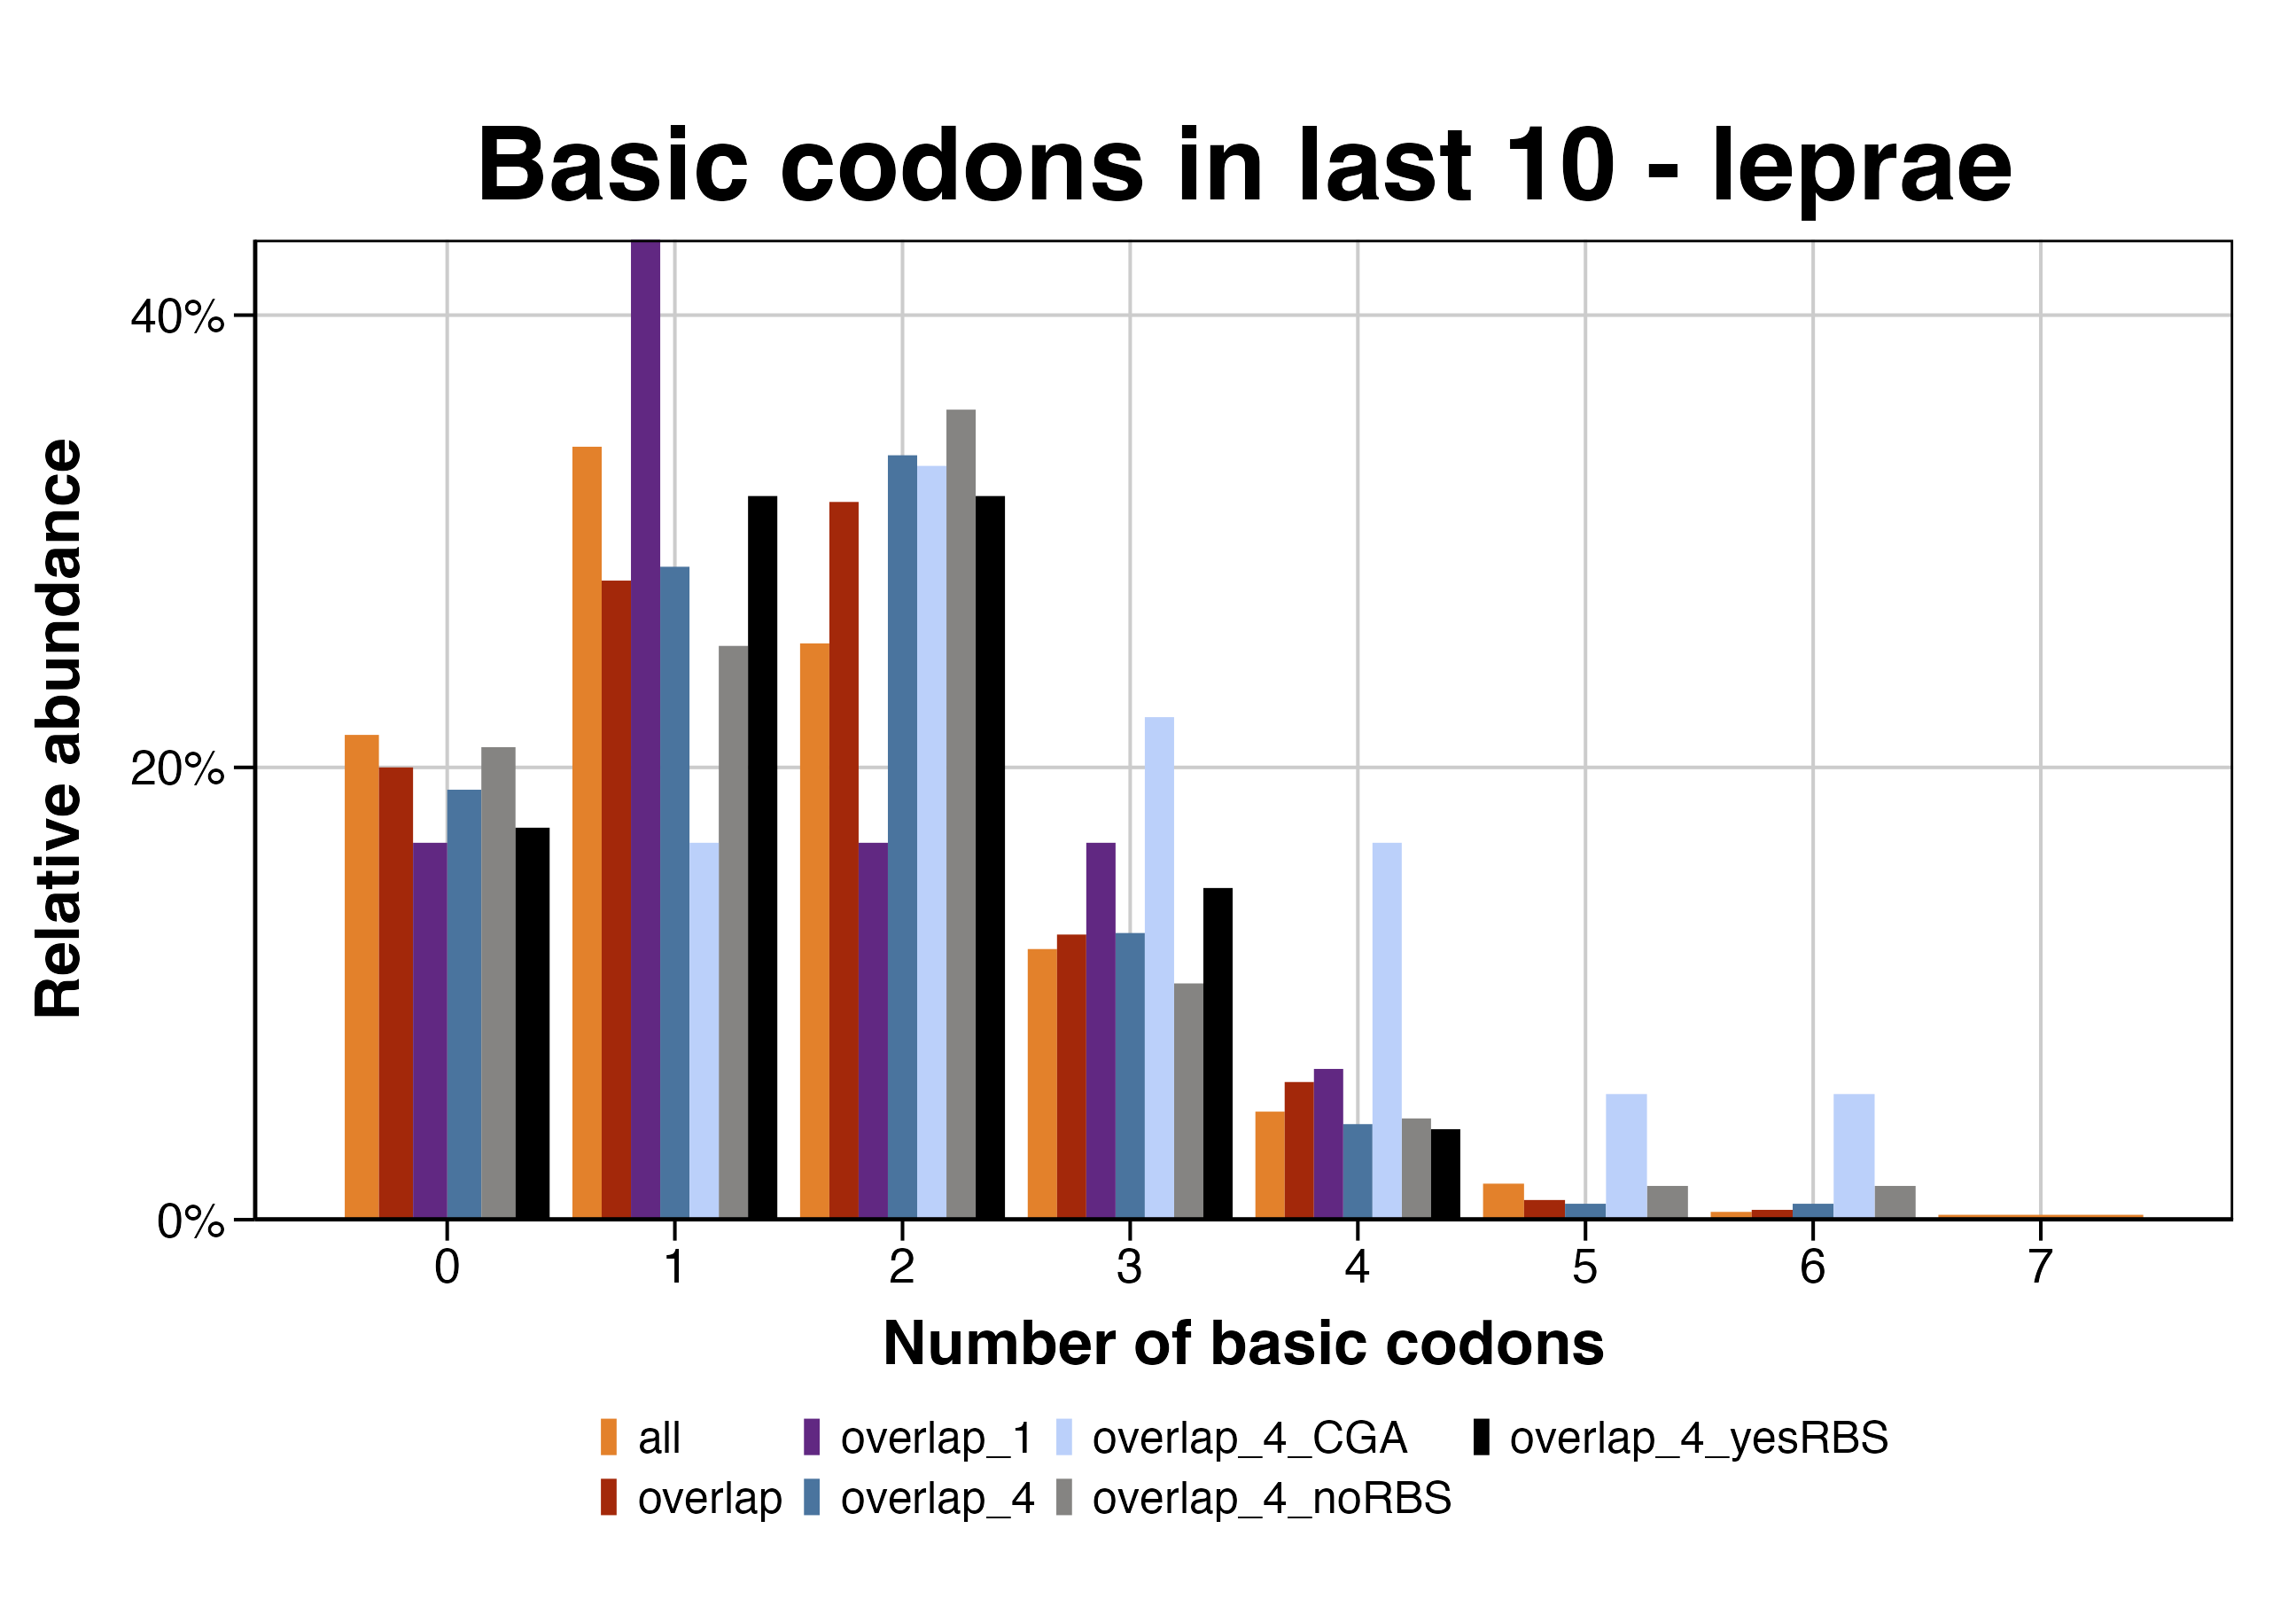 Basic codons in last 10 - leprae
Relative abundance
40%
20%
0%
0 1 2 3 4 5 6 7
Number of basic codons
all overlap_1 overlap_4_CGA overlap_4_yesRBS
overlap overlap_4 overlap_4_noRBS